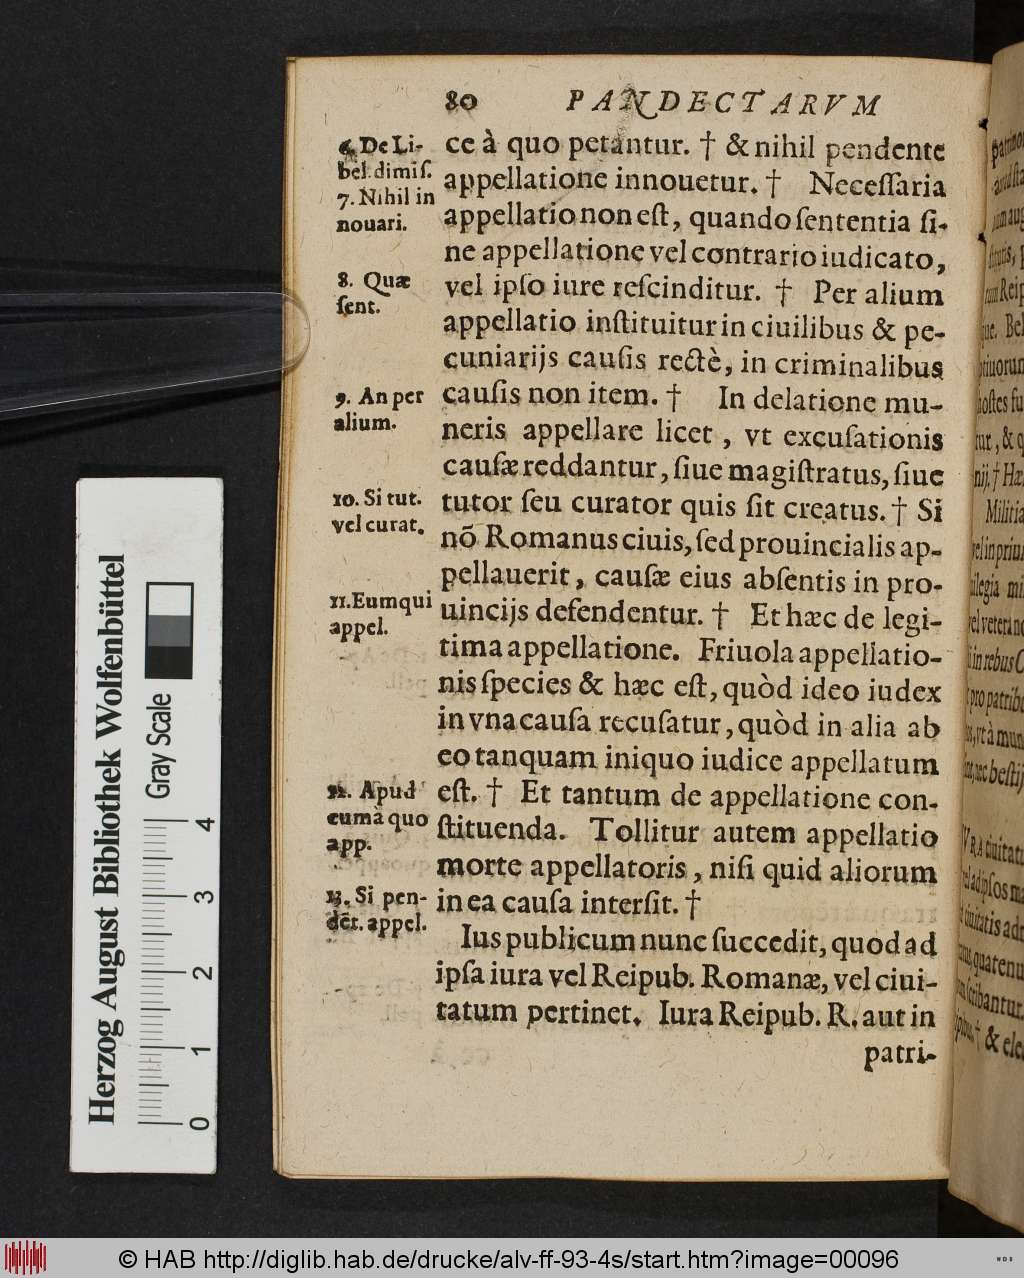 80 PANDECTARVM
6. De Li-
bel. dimiſ.
7. Nihil in
nouari.
8. Quæ
ſent.
9. An per
alium.
10. Si tut.
vel curat.
11. Eum qui
appel.
12. Apud
eum à quo
app.
13. Si pen-
dēt. appel.
ce à quo petantur. † & nihil pendente
appellatione innouetur. † Neceſſaria
appellatio non eſt, quando ſententia ſi-
ne appellatione vel contrario iudicato,
vel ipſo iure reſcinditur. † Per alium
appellatio inſtituitur in ciuilibus & pe-
cuniarijs cauſis rectè, in criminalibus
cauſis non item. † In delatione mu-
neris appellare licet, vt excuſationis
cauſæ reddantur, ſiue magiſtratus, ſiue
tutor ſeu curator quis ſit creatus. † Si
nō Romanus ciuis, ſed prouincialis ap-
pellauerit, cauſæ eius abſentis in pro-
uincijs defendentur. † Et hæc de legi-
tima appellatione. Friuola appellatio-
nis ſpecies & hæc eſt, quòd ideo iudex
in vna cauſa recuſatur, quòd in alia ab
eo tanquam iniquo iudice appellatum
eſt. † Et tantum de appellatione con-
ſtituenda. Tollitur autem appellatio
morte appellatoris, niſi quid aliorum
in ea cauſa interſit. †
Ius publicum nunc ſuccedit, quod ad
ipſa iura vel Reipub. Romanæ, vel ciui-
tatum pertinet. Iura Reipub. R. aut in
patri-
Herzog August Bibliothek Wolfenbüttel
Gray Scale
0 1 2 3 4
© HAB http://diglib.hab.de/drucke/alv-ff-93-4s/start.htm?image=00096